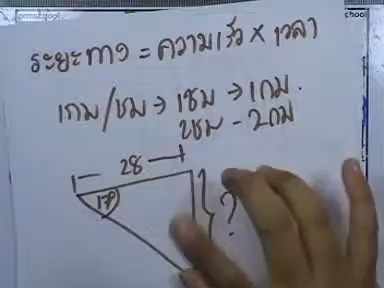 ระยะทาง = ความเร็ว × เวลา
1กม/ชม → 1ชม → 1กม.
2ชม - 2กม
28
17°
?